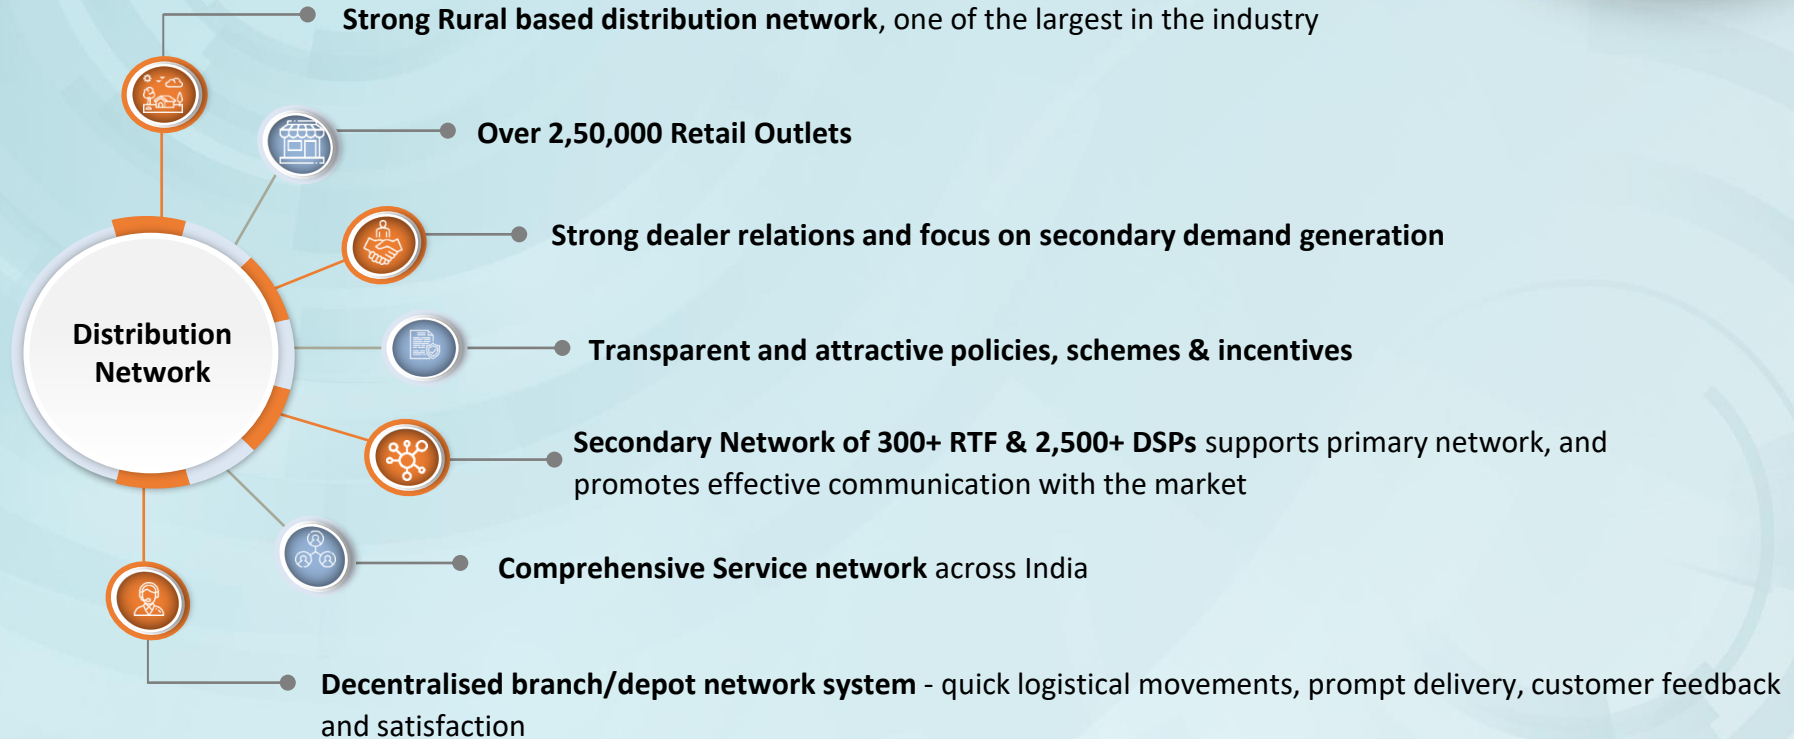 Strong Rural based distribution network, one of the largest in the industry
Over 2,50,000 Retail Outlets
Strong dealer relations and focus on secondary demand generation
Distribution
Network
Transparent and attractive policies, schemes & incentives
Secondary Network of 300+ RTF & 2,500+ DSPs supports primary network, and
promotes effective communication with the market
Comprehensive Service network across India
Decentralised branch/depot network system - quick logistical movements, prompt delivery, customer feedback
and satisfaction